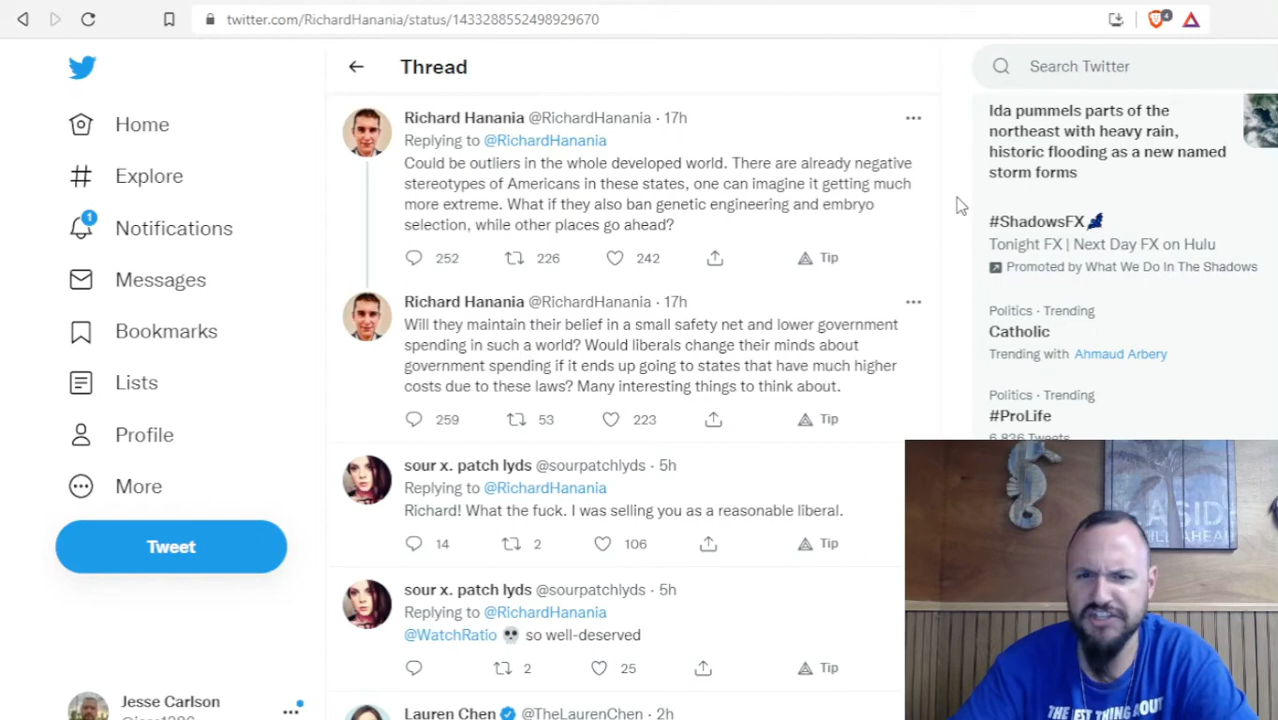 twitter.com/RichardHanania/status/1433288552498929670
4
Home
Explore
1
Notifications
Messages
Bookmarks
Lists
Profile
More
Tweet
Jesse Carlson
Thread
Richard Hanania @RichardHanania · 17h
Replying to @RichardHanania
Could be outliers in the whole developed world. There are already negative
stereotypes of Americans in these states, one can imagine it getting much
more extreme. What if they also ban genetic engineering and embryo
selection, while other places go ahead?
252 226 242 Tip
Richard Hanania @RichardHanania · 17h
Will they maintain their belief in a small safety net and lower government
spending in such a world? Would liberals change their minds about
government spending if it ends up going to states that have much higher
costs due to these laws? Many interesting things to think about.
259 53 223 Tip
sour x. patch lyds @sourpatchlyds · 5h
Replying to @RichardHanania
Richard! What the fuck. I was selling you as a reasonable liberal.
14 2 106 Tip
sour x. patch lyds @sourpatchlyds · 5h
Replying to @RichardHanania
@WatchRatio 💀 so well-deserved
2 25 Tip
Lauren Chen @TheLaurenChen · 2h
Search Twitter
Ida pummels parts of the
northeast with heavy rain,
historic flooding as a new named
storm forms
#ShadowsFX
Tonight FX | Next Day FX on Hulu
Promoted by What We Do In The Shadows
Politics · Trending
Catholic
Trending with Ahmaud Arbery
Politics · Trending
#ProLife
6,826 Tweets
THE BEST THING ABOUT